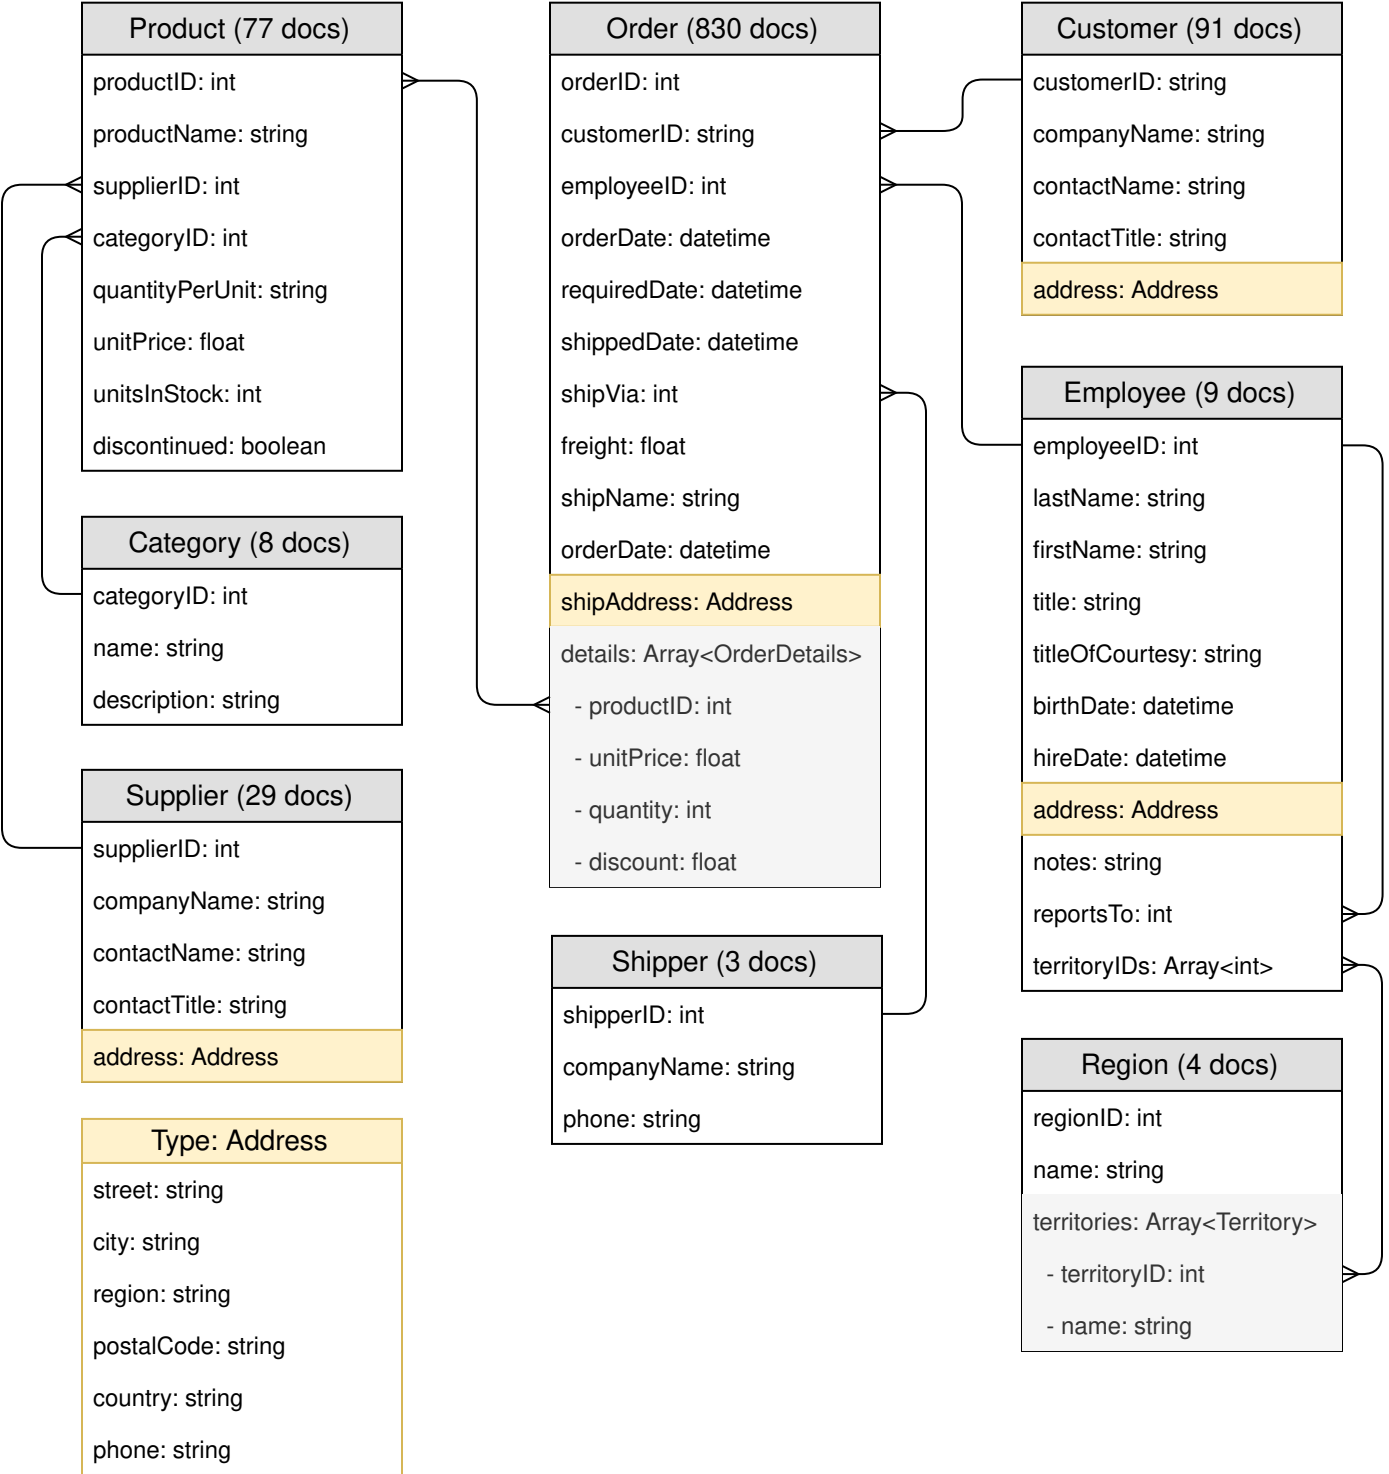 Product (77 docs)
productID: int
productName: string
supplierID: int
categoryID: int
quantityPerUnit: string
unitPrice: float
unitsInStock: int
discontinued: boolean
Category (8 docs)
categoryID: int
name: string
description: string
Supplier (29 docs)
supplierID: int
companyName: string
contactName: string
contactTitle: string
address: Address
Type: Address
street: string
city: string
region: string
postalCode: string
country: string
phone: string
Order (830 docs)
orderID: int
customerID: string
employeeID: int
orderDate: datetime
requiredDate: datetime
shippedDate: datetime
shipVia: int
freight: float
shipName: string
orderDate: datetime
shipAddress: Address
details: Array<OrderDetails>
- productID: int
- unitPrice: float
- quantity: int
- discount: float
Shipper (3 docs)
shipperID: int
companyName: string
phone: string
Customer (91 docs)
customerID: string
companyName: string
contactName: string
contactTitle: string
address: Address
Employee (9 docs)
employeeID: int
lastName: string
firstName: string
title: string
titleOfCourtesy: string
birthDate: datetime
hireDate: datetime
address: Address
notes: string
reportsTo: int
territoryIDs: Array<int>
Region (4 docs)
regionID: int
name: string
territories: Array<Territory>
- territoryID: int
- name: string